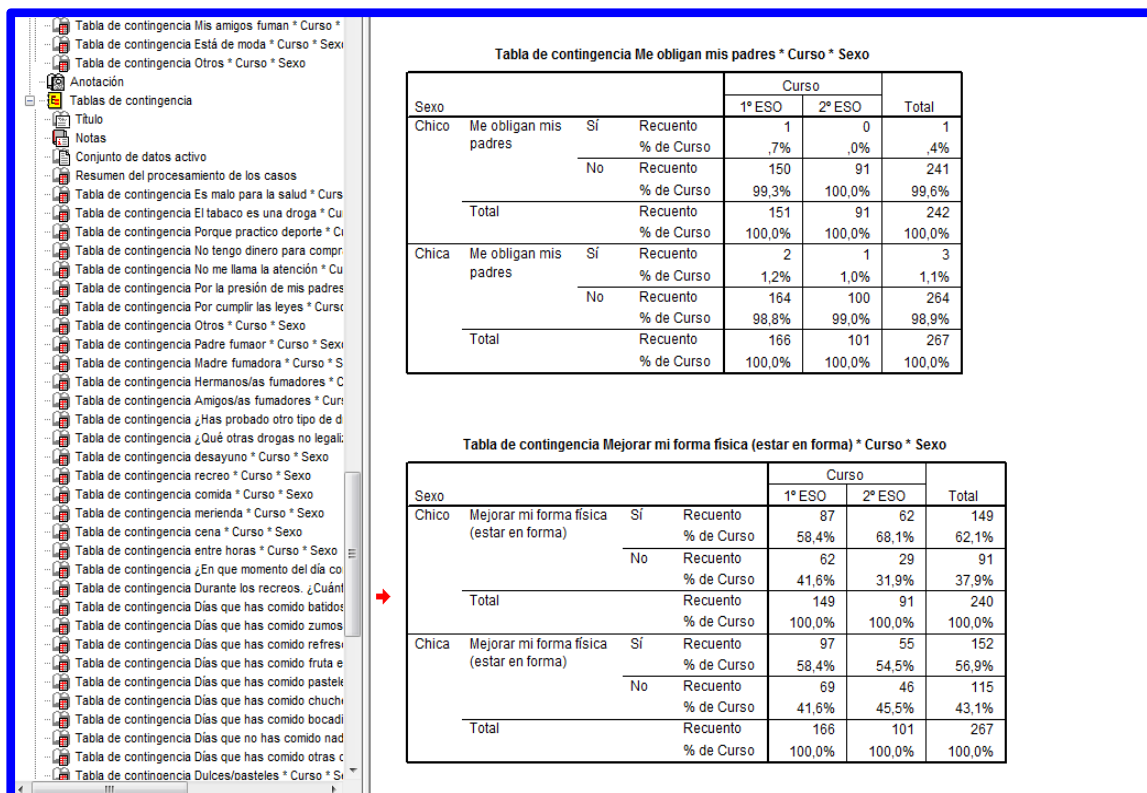 Tabla de contingencia Mis amigos fuman * Curso *
Tabla de contingencia Está de moda * Curso * Sex
Tabla de contingencia Otros * Curso * Sexo
Anotación
Tablas de contingencia
Título
Notas
Conjunto de datos activo
Resumen del procesamiento de los casos
Tabla de contingencia Es malo para la salud * Curs
Tabla de contingencia El tabaco es una droga * Cu
Tabla de contingencia Porque practico deporte * C
Tabla de contingencia No tengo dinero para compr
Tabla de contingencia No me llama la atención * Cu
Tabla de contingencia Por la presión de mis padres
Tabla de contingencia Por cumplir las leyes * Curso
Tabla de contingencia Otros * Curso * Sexo
Tabla de contingencia Padre fumaor * Curso * Sex
Tabla de contingencia Madre fumadora * Curso * S
Tabla de contingencia Hermanos/as fumadores * C
Tabla de contingencia Amigos/as fumadores * Cur
Tabla de contingencia ¿Has probado otro tipo de d
Tabla de contingencia ¿Qué otras drogas no legali
Tabla de contingencia desayuno * Curso * Sexo
Tabla de contingencia recreo * Curso * Sexo
Tabla de contingencia comida * Curso * Sexo
Tabla de contingencia merienda * Curso * Sexo
Tabla de contingencia cena * Curso * Sexo
Tabla de contingencia entre horas * Curso * Sexo
Tabla de contingencia ¿En que momento del día co
Tabla de contingencia Durante los recreos. ¿Cuánt
Tabla de contingencia Días que has comido batidos
Tabla de contingencia Días que has comido zumos
Tabla de contingencia Días que has comido refresc
Tabla de contingencia Días que has comido fruta e
Tabla de contingencia Días que has comido pastele
Tabla de contingencia Días que has comido chuche
Tabla de contingencia Días que has comido bocadi
Tabla de contingencia Días que no has comido nad
Tabla de contingencia Días que has comido otras c
Tabla de contingencia Dulces/pasteles * Curso * S
Tabla de contingencia Me obligan mis padres * Curso * Sexo
Curso
Sexo 1º ESO 2º ESO Total
Chico Me obligan mis padres Sí Recuento 1 0 1
% de Curso ,7% ,0% ,4%
No Recuento 150 91 241
% de Curso 99,3% 100,0% 99,6%
Total Recuento 151 91 242
% de Curso 100,0% 100,0% 100,0%
Chica Me obligan mis padres Sí Recuento 2 1 3
% de Curso 1,2% 1,0% 1,1%
No Recuento 164 100 264
% de Curso 98,8% 99,0% 98,9%
Total Recuento 166 101 267
% de Curso 100,0% 100,0% 100,0%
Tabla de contingencia Mejorar mi forma física (estar en forma) * Curso * Sexo
Curso
Sexo 1º ESO 2º ESO Total
Chico Mejorar mi forma física (estar en forma) Sí Recuento 87 62 149
% de Curso 58,4% 68,1% 62,1%
No Recuento 62 29 91
% de Curso 41,6% 31,9% 37,9%
Total Recuento 149 91 240
% de Curso 100,0% 100,0% 100,0%
Chica Mejorar mi forma física (estar en forma) Sí Recuento 97 55 152
% de Curso 58,4% 54,5% 56,9%
No Recuento 69 46 115
% de Curso 41,6% 45,5% 43,1%
Total Recuento 166 101 267
% de Curso 100,0% 100,0% 100,0%